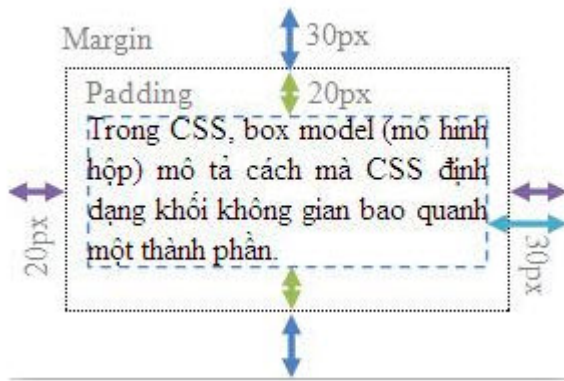 Margin
30px
Padding
20px
Trong CSS, box model (mô hình
hộp) mô tả cách mà CSS định
dạng khối không gian bao quanh
một thành phần.
20px
30px